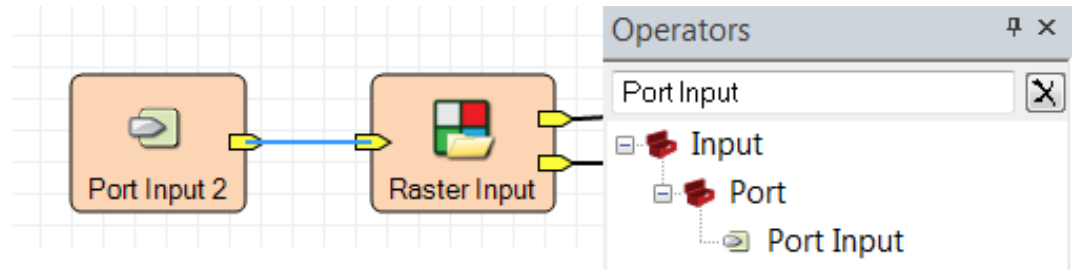 Port Input 2
Raster Input
Operators
Port Input
Input
Port
Port Input